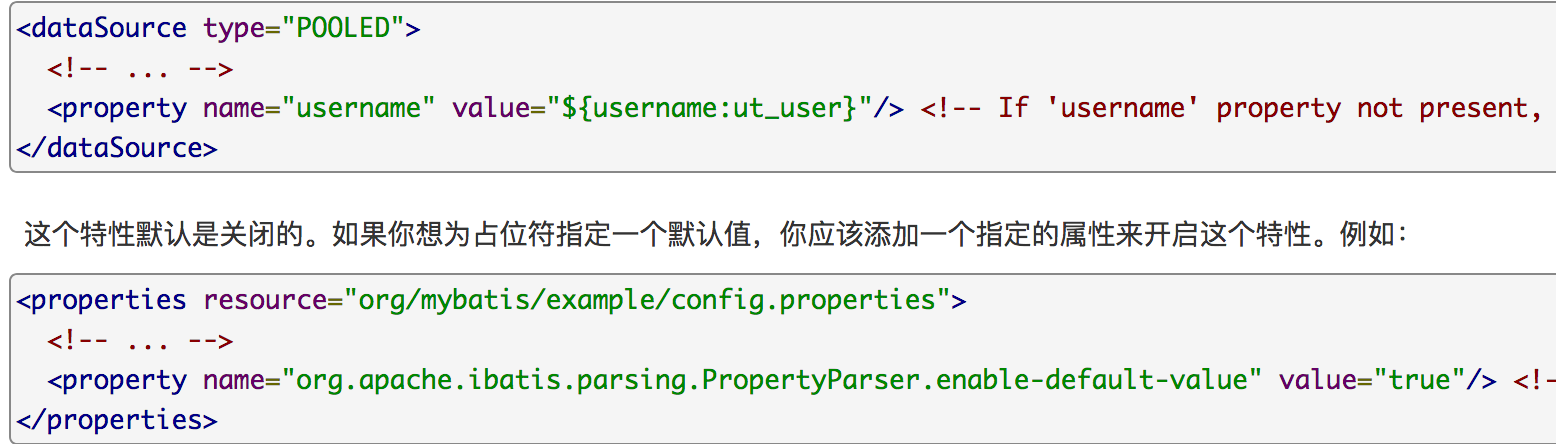 <dataSource type="POOLED">
  <!-- ... -->
  <property name="username" value="${username:ut_user}"/> <!-- If 'username' property not present,
</dataSource>
这个特性默认是关闭的。如果你想为占位符指定一个默认值，你应该添加一个指定的属性来开启这个特性。例如：
<properties resource="org/mybatis/example/config.properties">
  <!-- ... -->
  <property name="org.apache.ibatis.parsing.PropertyParser.enable-default-value" value="true"/> <!-
</properties>